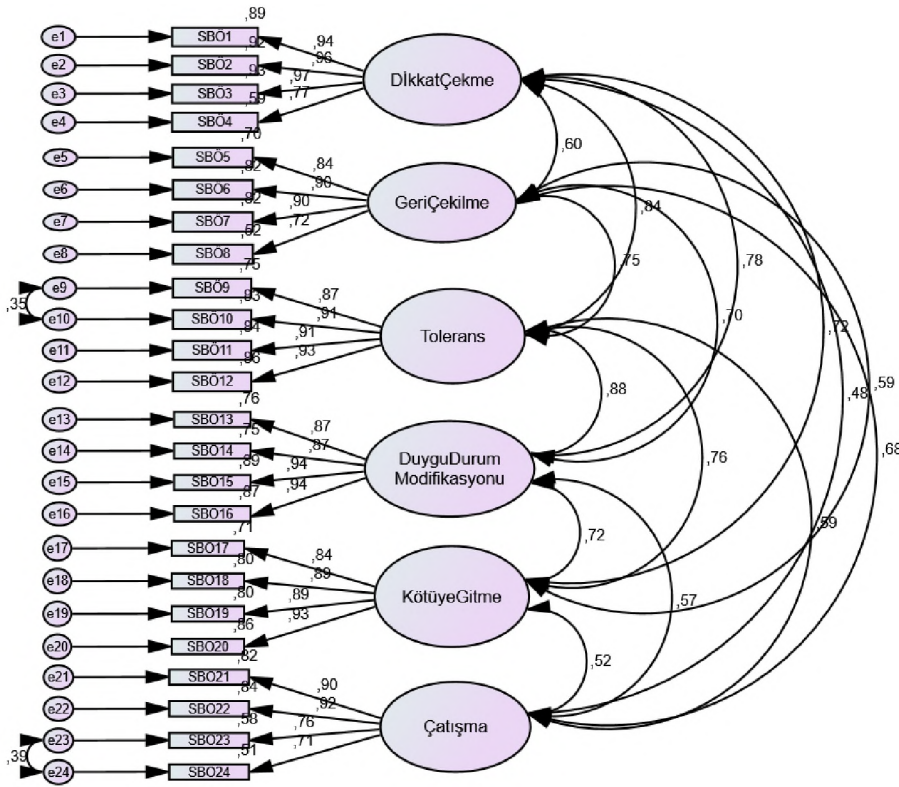 ,89
e1 SBÖ1 ,94
,92
e2 SBÖ2 ,96
,93
e3 SBÖ3 ,97
,59
e4 SBÖ4 ,77
DİkkatÇekme
,70
e5 SBÖ5 ,84
,82
e6 SBÖ6 ,90
,82
e7 SBÖ7 ,90
,52
e8 SBÖ8 ,72
GeriÇekilme
,75
e9 SBÖ9 ,87
,83
e10 SBÖ10 ,91
,84
e11 SBÖ11 ,91
,86
e12 SBÖ12 ,93
,35
Tolerans
,76
e13 SBÖ13 ,87
,75
e14 SBÖ14 ,87
,89
e15 SBÖ15 ,94
,87
e16 SBÖ16 ,94
DuyguDurum
Modifikasyonu
,71
e17 SBÖ17 ,84
,80
e18 SBÖ18 ,89
,80
e19 SBÖ19 ,89
,86
e20 SBÖ20 ,93
KötüyeGitme
,82
e21 SBÖ21 ,90
,84
e22 SBÖ22 ,92
,58
e23 SBÖ23 ,76
,51
e24 SBÖ24 ,71
,39
Çatışma
,60
,84
,75
,78
,70
,72
,59
,88
,48
,68
,76
,59
,72
,57
,52